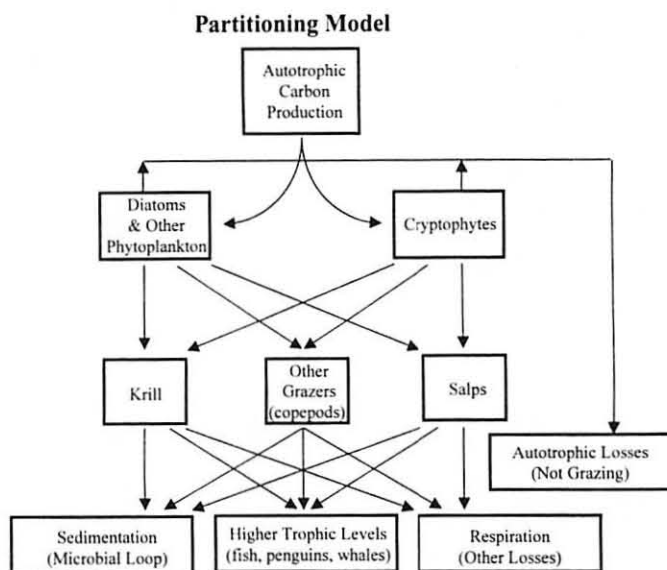 Partitioning Model
Autotrophic
Carbon
Production
Diatoms
& Other
Phytoplankton
Cryptophytes
Krill
Other
Grazers
(copepods)
Salps
Autotrophic Losses
(Not Grazing)
Sedimentation
(Microbial Loop)
Higher Trophic Levels
(fish, penguins, whales)
Respiration
(Other Losses)